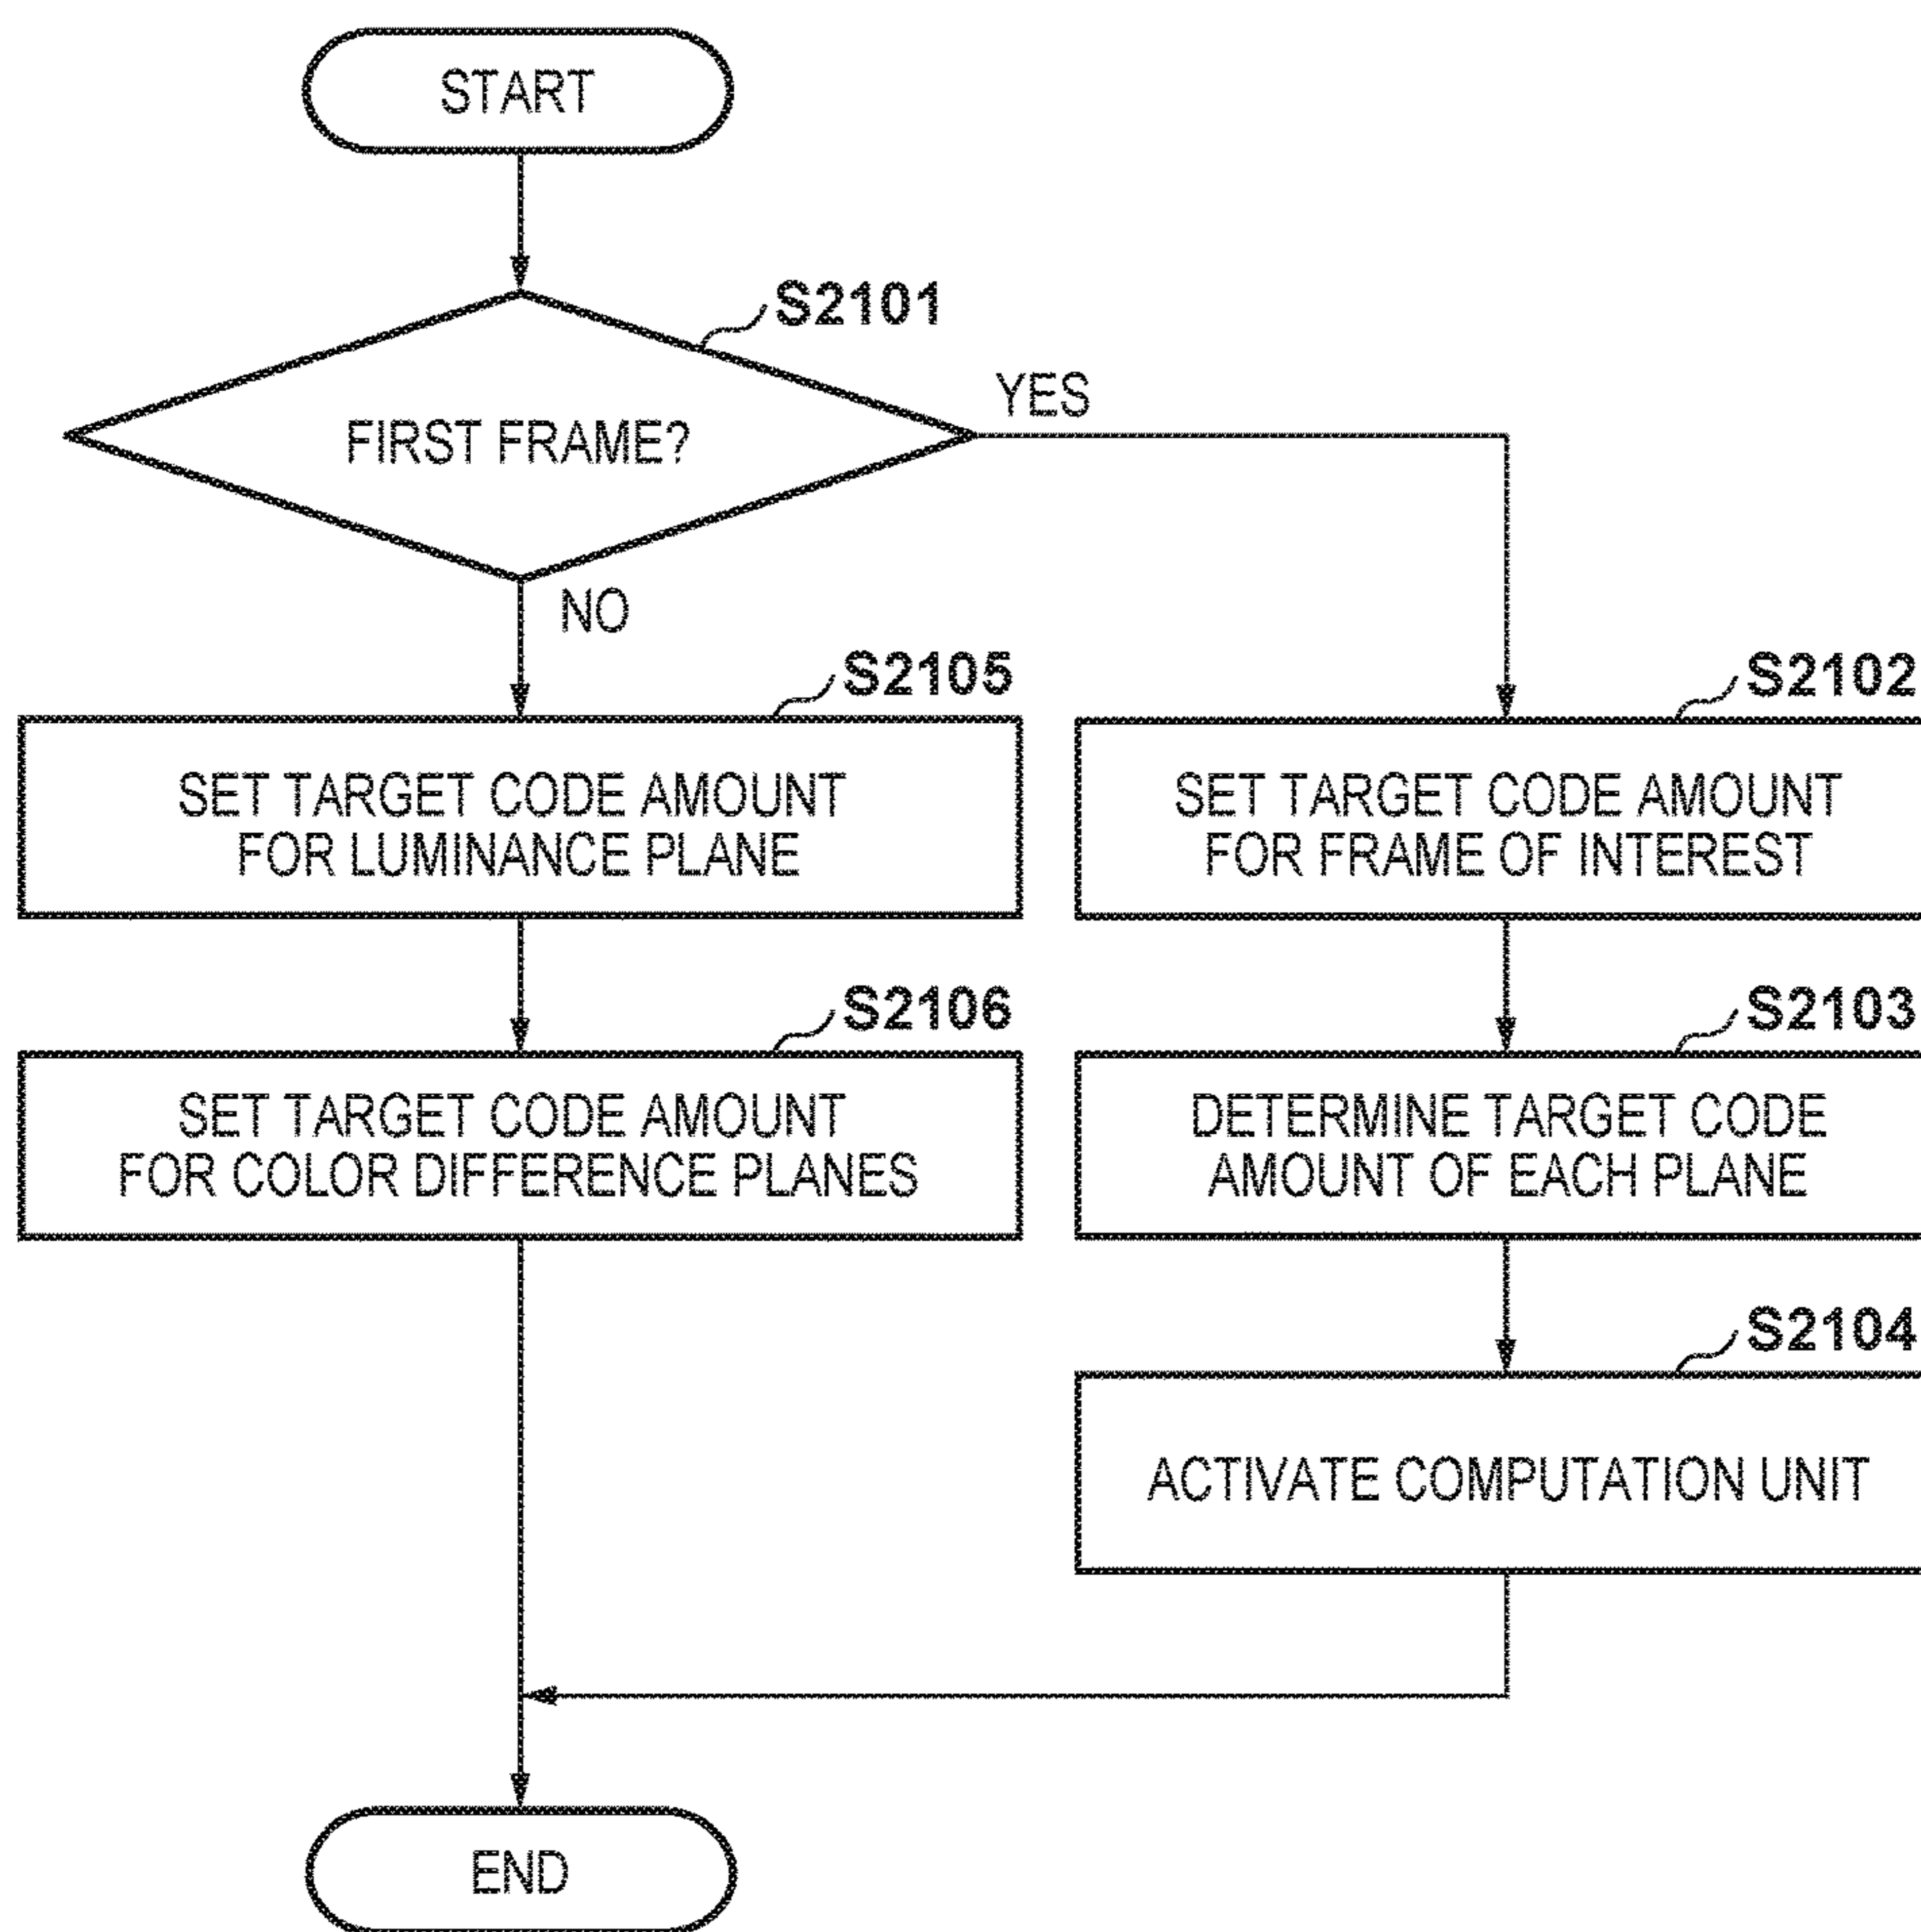 START
S2101
FIRST FRAME?
YES
NO
S2105
SET TARGET CODE AMOUNT
FOR LUMINANCE PLANE
S2102
SET TARGET CODE AMOUNT
FOR FRAME OF INTEREST
S2106
SET TARGET CODE AMOUNT
FOR COLOR DIFFERENCE PLANES
S2103
DETERMINE TARGET CODE
AMOUNT OF EACH PLANE
S2104
ACTIVATE COMPUTATION UNIT
END